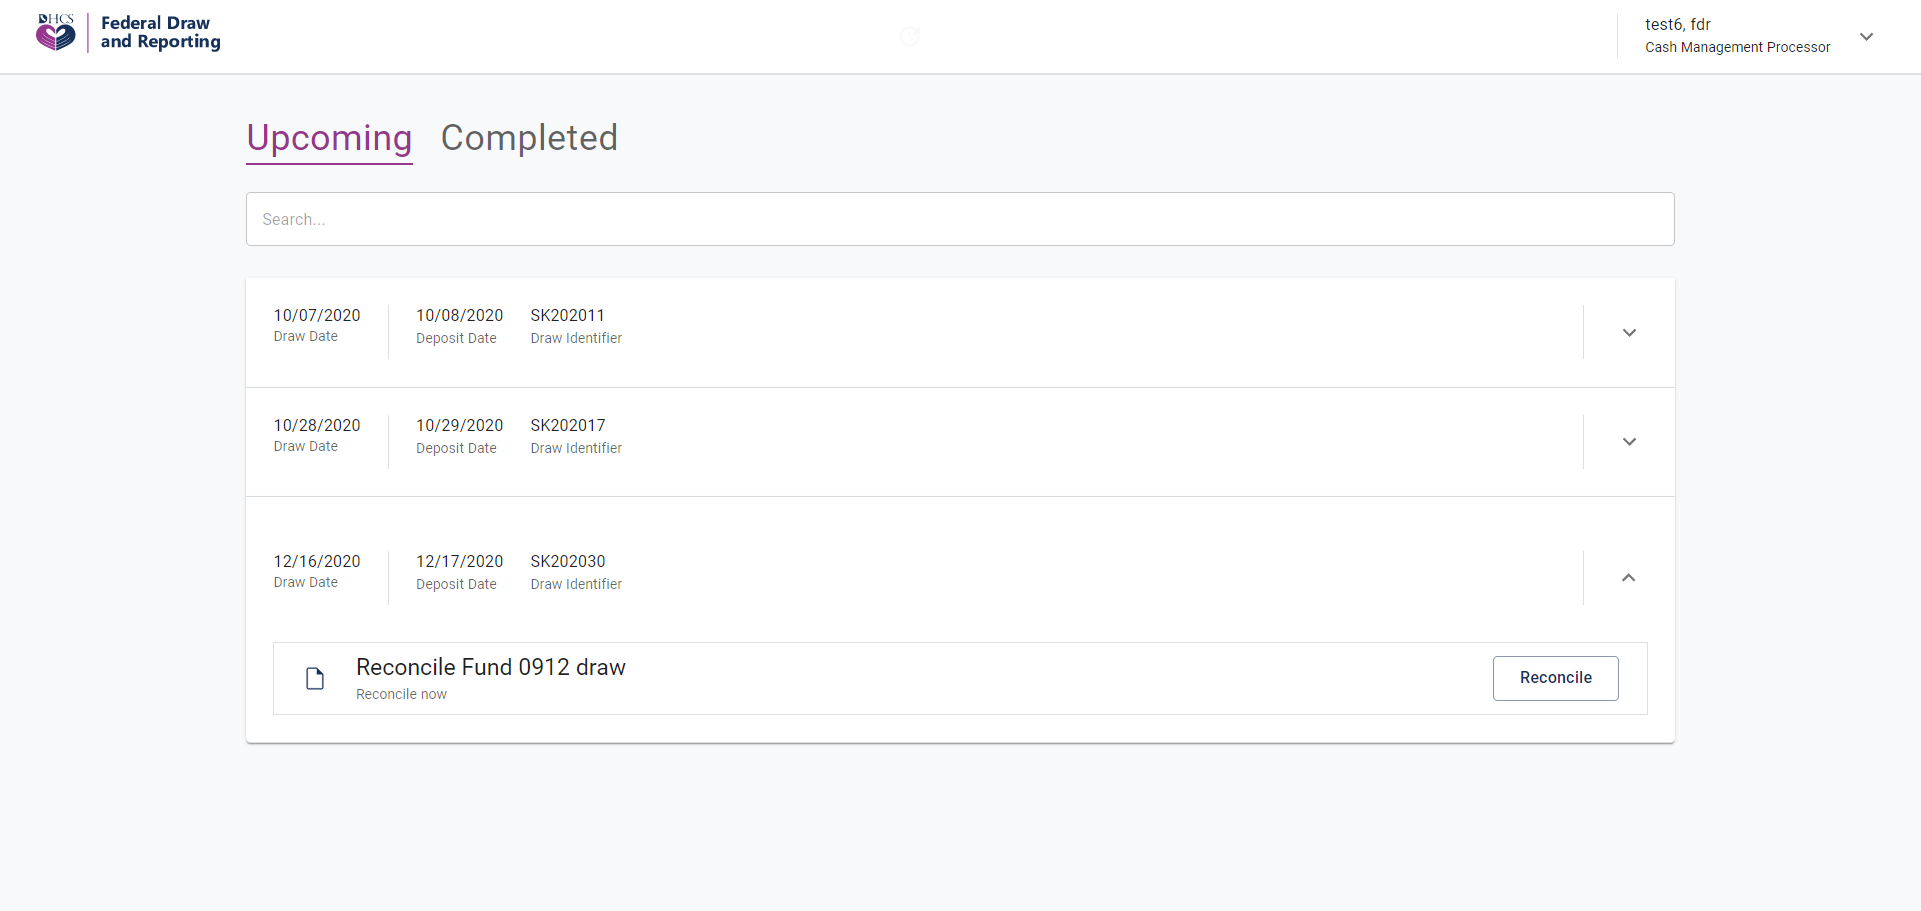 DHCS
Federal Draw
and Reporting
test6, fdr
Cash Management Processor
Upcoming Completed
Search...
10/07/2020 10/08/2020 SK202011
Draw Date Deposit Date Draw Identifier
10/28/2020 10/29/2020 SK202017
Draw Date Deposit Date Draw Identifier
12/16/2020 12/17/2020 SK202030
Draw Date Deposit Date Draw Identifier
Reconcile Fund 0912 draw
Reconcile now
Reconcile